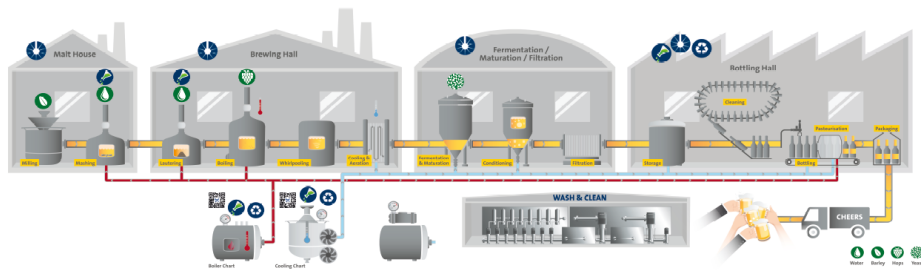 Malt House
Brewing Hall
Fermentation /
Maturation / Filtration
Bottling Hall
Cleaning
Pasteurisation
Packaging
Milling
Mashing
Lautering
Boiling
Whirlpooling
Cooling &
Aeration
Fermentation
& Maturation
Conditioning
Filtration
Storage
Bottling
WASH & CLEAN
CHEERS
Boiler Chart
Cooling Chart
Water
Barley
Hops
Yeast